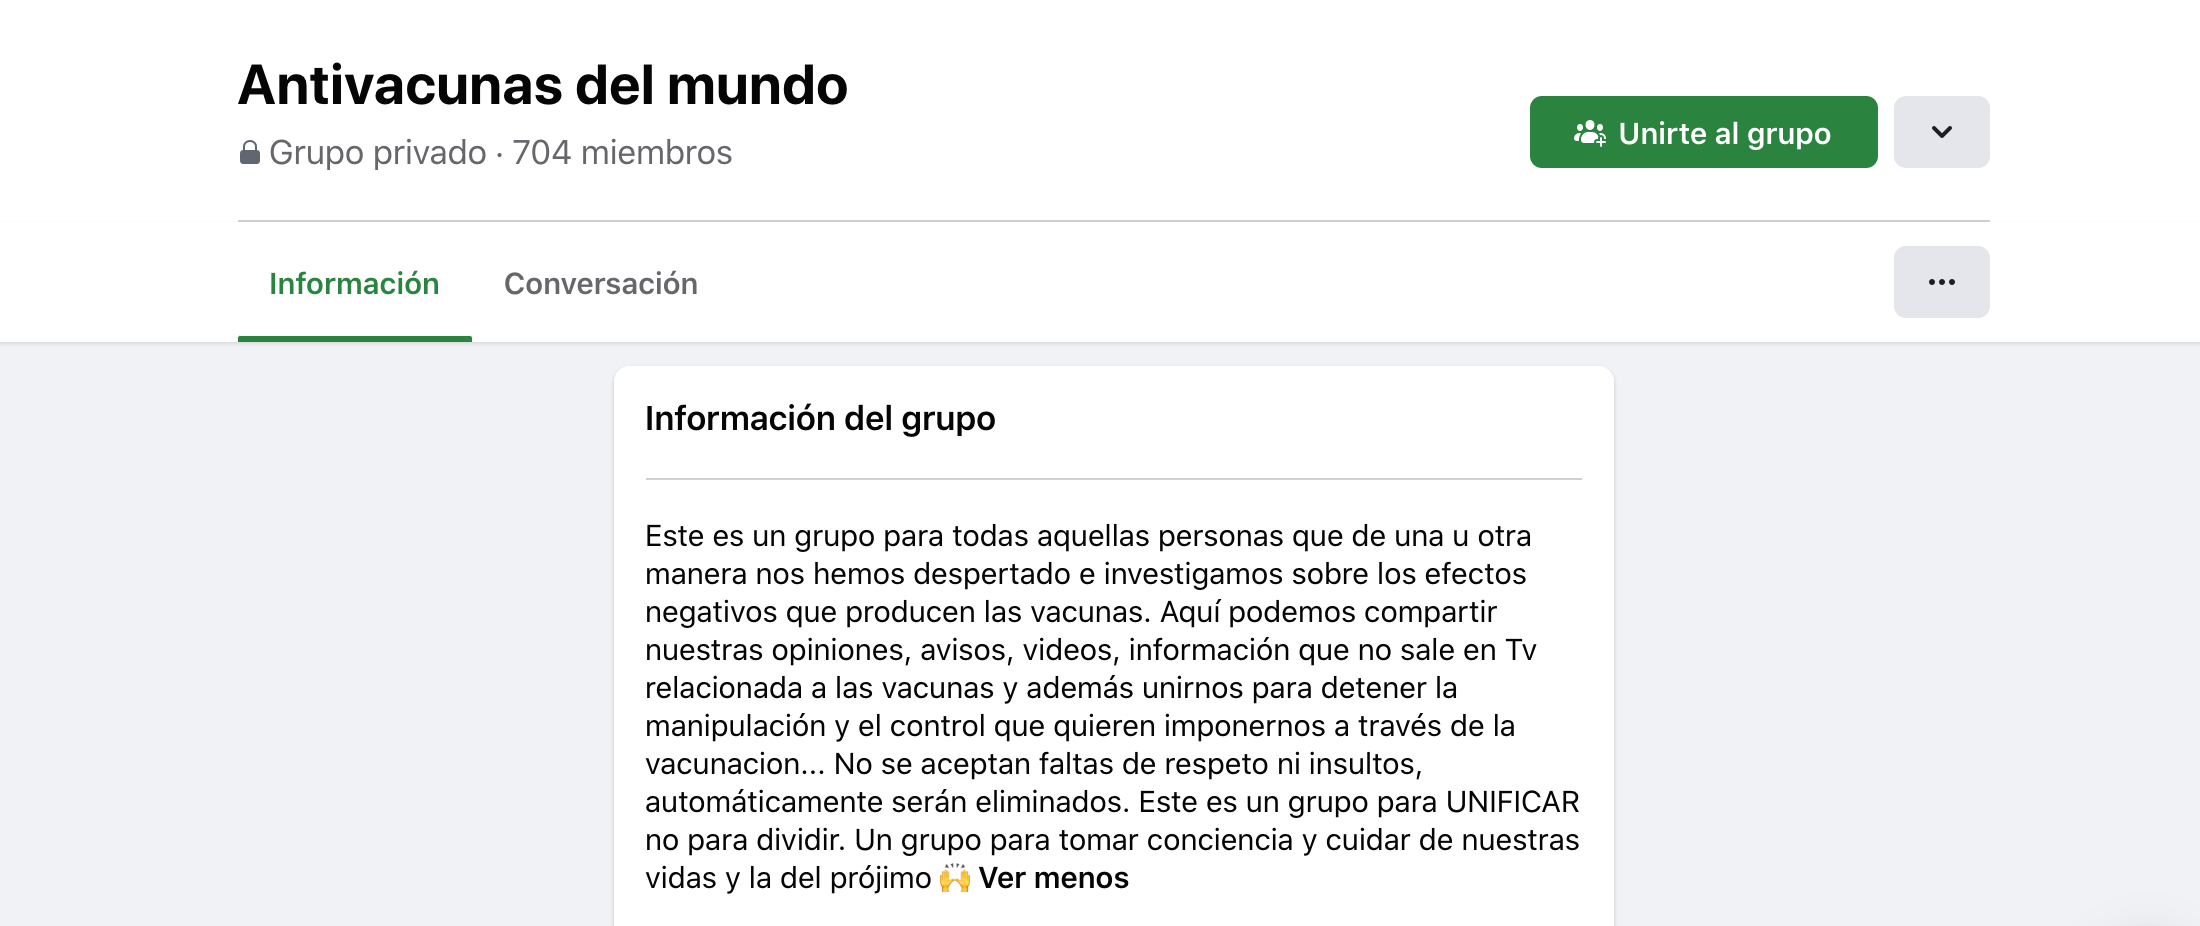 Antivacunas del mundo
Grupo privado · 704 miembros
Unirte al grupo
Información
Conversación
Información del grupo
Este es un grupo para todas aquellas personas que de una u otra
manera nos hemos despertado e investigamos sobre los efectos
negativos que producen las vacunas. Aquí podemos compartir
nuestras opiniones, avisos, videos, información que no sale en Tv
relacionada a las vacunas y además unirnos para detener la
manipulación y el control que quieren imponernos a través de la
vacunacion... No se aceptan faltas de respeto ni insultos,
automáticamente serán eliminados. Este es un grupo para UNIFICAR
no para dividir. Un grupo para tomar conciencia y cuidar de nuestras
vidas y la del prójimo 🙌 Ver menos